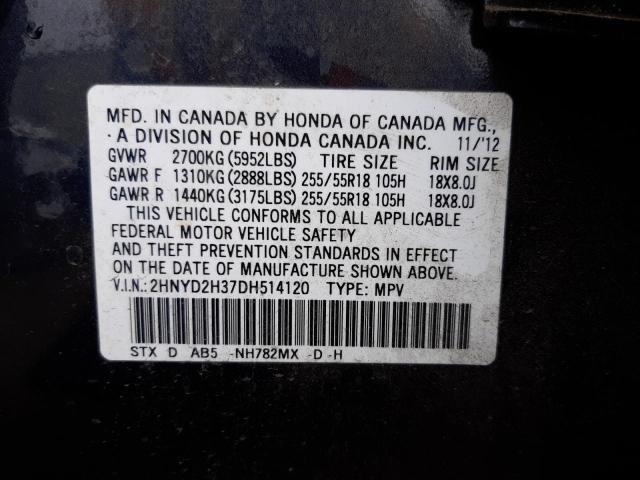 MFD. IN CANADA BY HONDA OF CANADA MFG.,
· A DIVISION OF HONDA CANADA INC. 11/'12
GVWR 2700KG (5952LBS) TIRE SIZE RIM SIZE
GAWR F 1310KG (2888LBS) 255/55R18 105H 18X8.0J
GAWR R 1440KG (3175LBS) 255/55R18 105H 18X8.0J
THIS VEHICLE CONFORMS TO ALL APPLICABLE
FEDERAL MOTOR VEHICLE SAFETY
AND THEFT PREVENTION STANDARDS IN EFFECT
ON DATE OF MANUFACTURE SHOWN ABOVE.
V.I.N.: 2HNYD2H37DH514120 TYPE: MPV
STX D AB5 -NH782MX -D -H